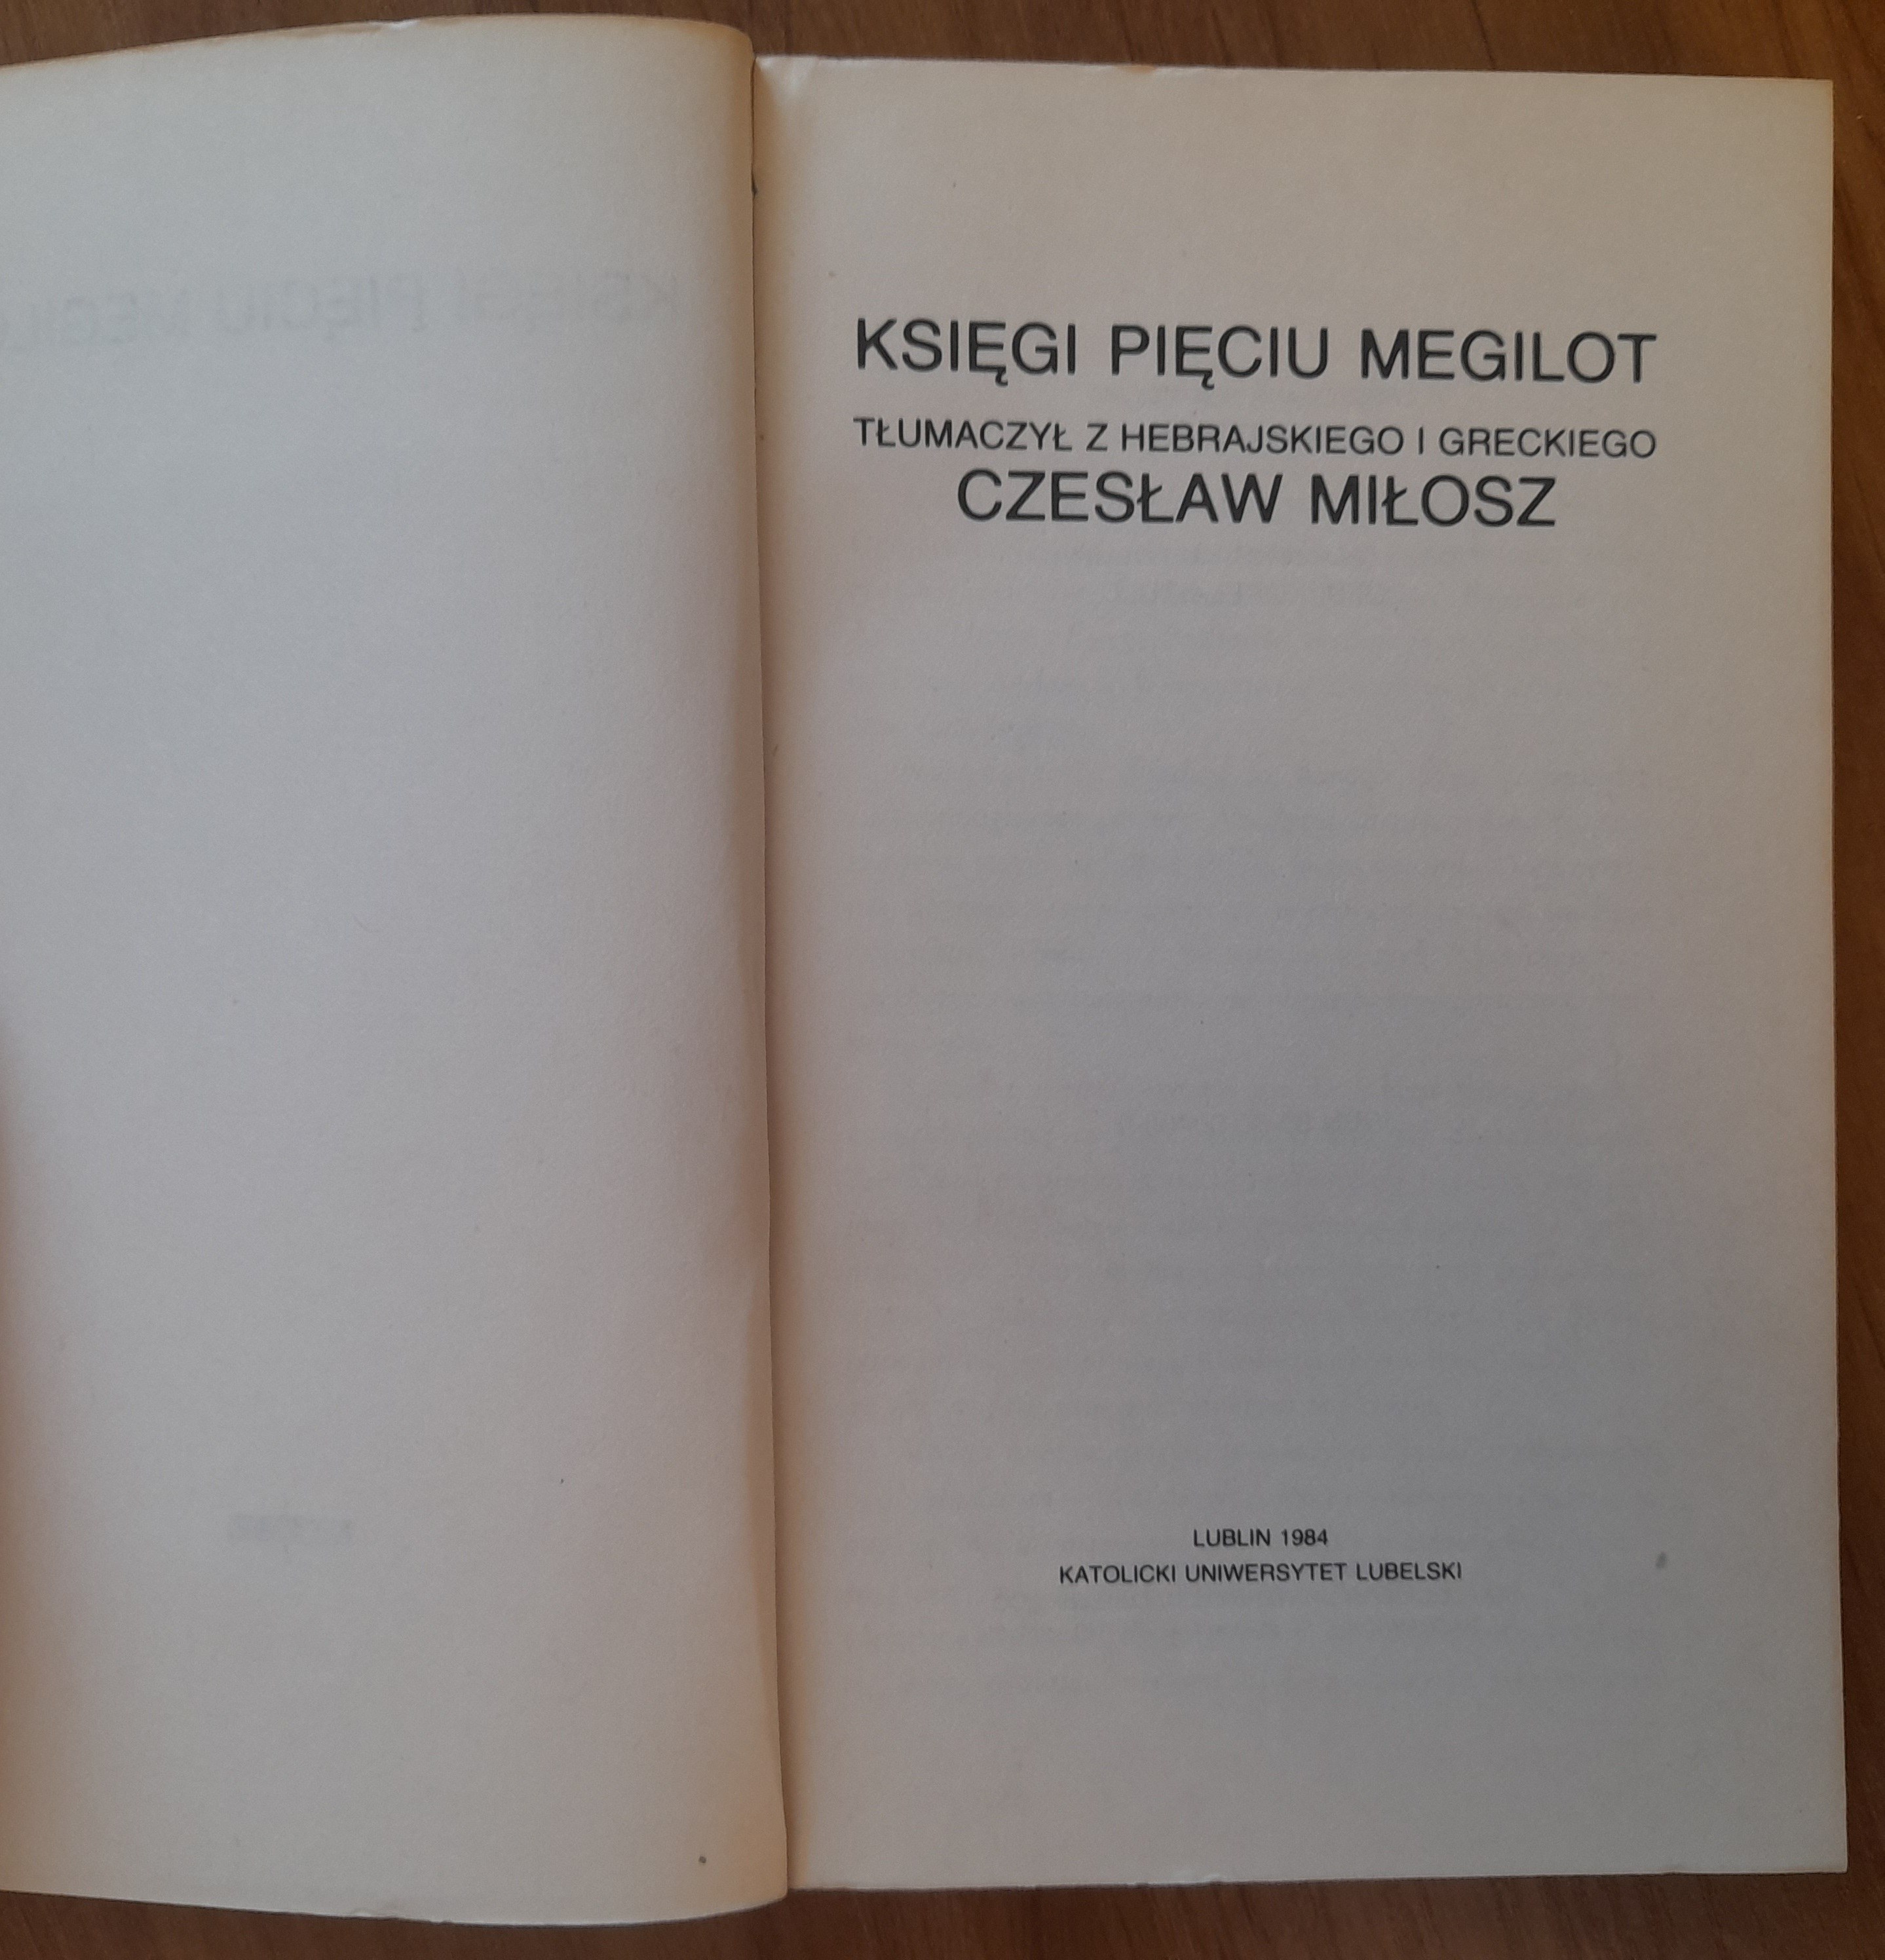 KSIĘGI PIĘCIU MEGILOT
TŁUMACZYŁ Z HEBRAJSKIEGO I GRECKIEGO
CZESŁAW MIŁOSZ
LUBLIN 1984
KATOLICKI UNIWERSYTET LUBELSKI